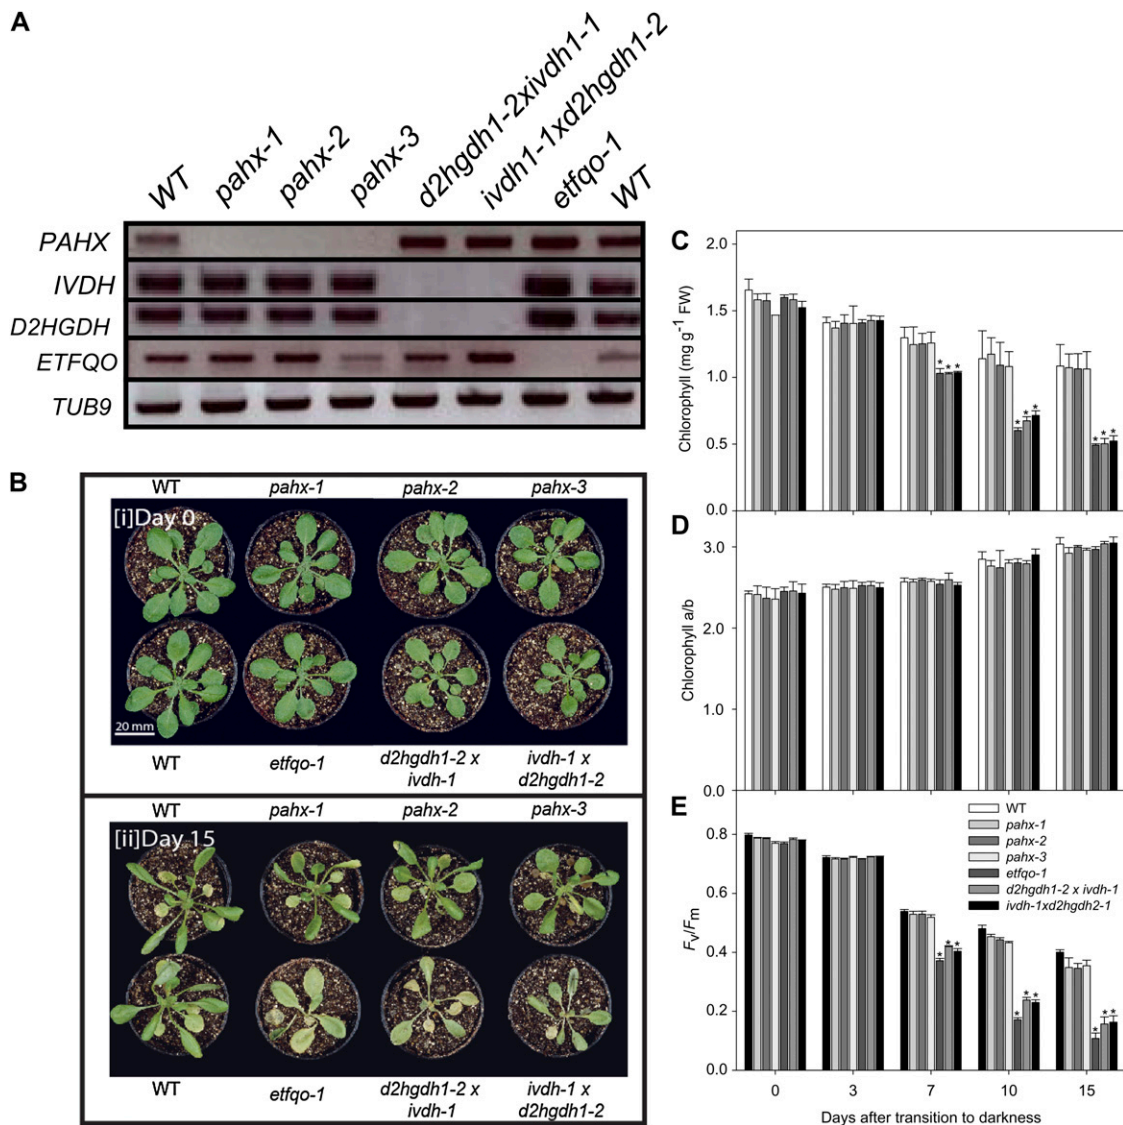 A
WT pahx-1 pahx-2 pahx-3 d2hgdh1-2xivdh1-1 ivdh1-1xd2hgdh1-2 etfqo-1 WT
PAHX
IVDH
D2HGDH
ETFQO
TUB9
B
WT pahx-1 pahx-2 pahx-3
[i]Day 0
20 mm
WT etfqo-1 d2hgdh1-2 x ivdh-1 ivdh-1 x d2hgdh1-2
WT pahx-1 pahx-2 pahx-3
[ii]Day 15
WT etfqo-1 d2hgdh1-2 x ivdh-1 ivdh-1 x d2hgdh1-2
C
Chlorophyll (mg g-1 FW)
2.0
1.5
1.0
0.5
0.0
* * *
* * *
* * *
D
Chlorophyll a/b
3.0
2.0
1.0
0.0
E
Fv/Fm
0.8
0.6
0.4
0.2
0.0
WT
pahx-1
pahx-2
pahx-3
etfqo-1
d2hgdh1-2 x ivdh-1
ivdh-1xd2hgdh2-1
* * *
* * *
* * *
0 3 7 10 15
Days after transition to darkness